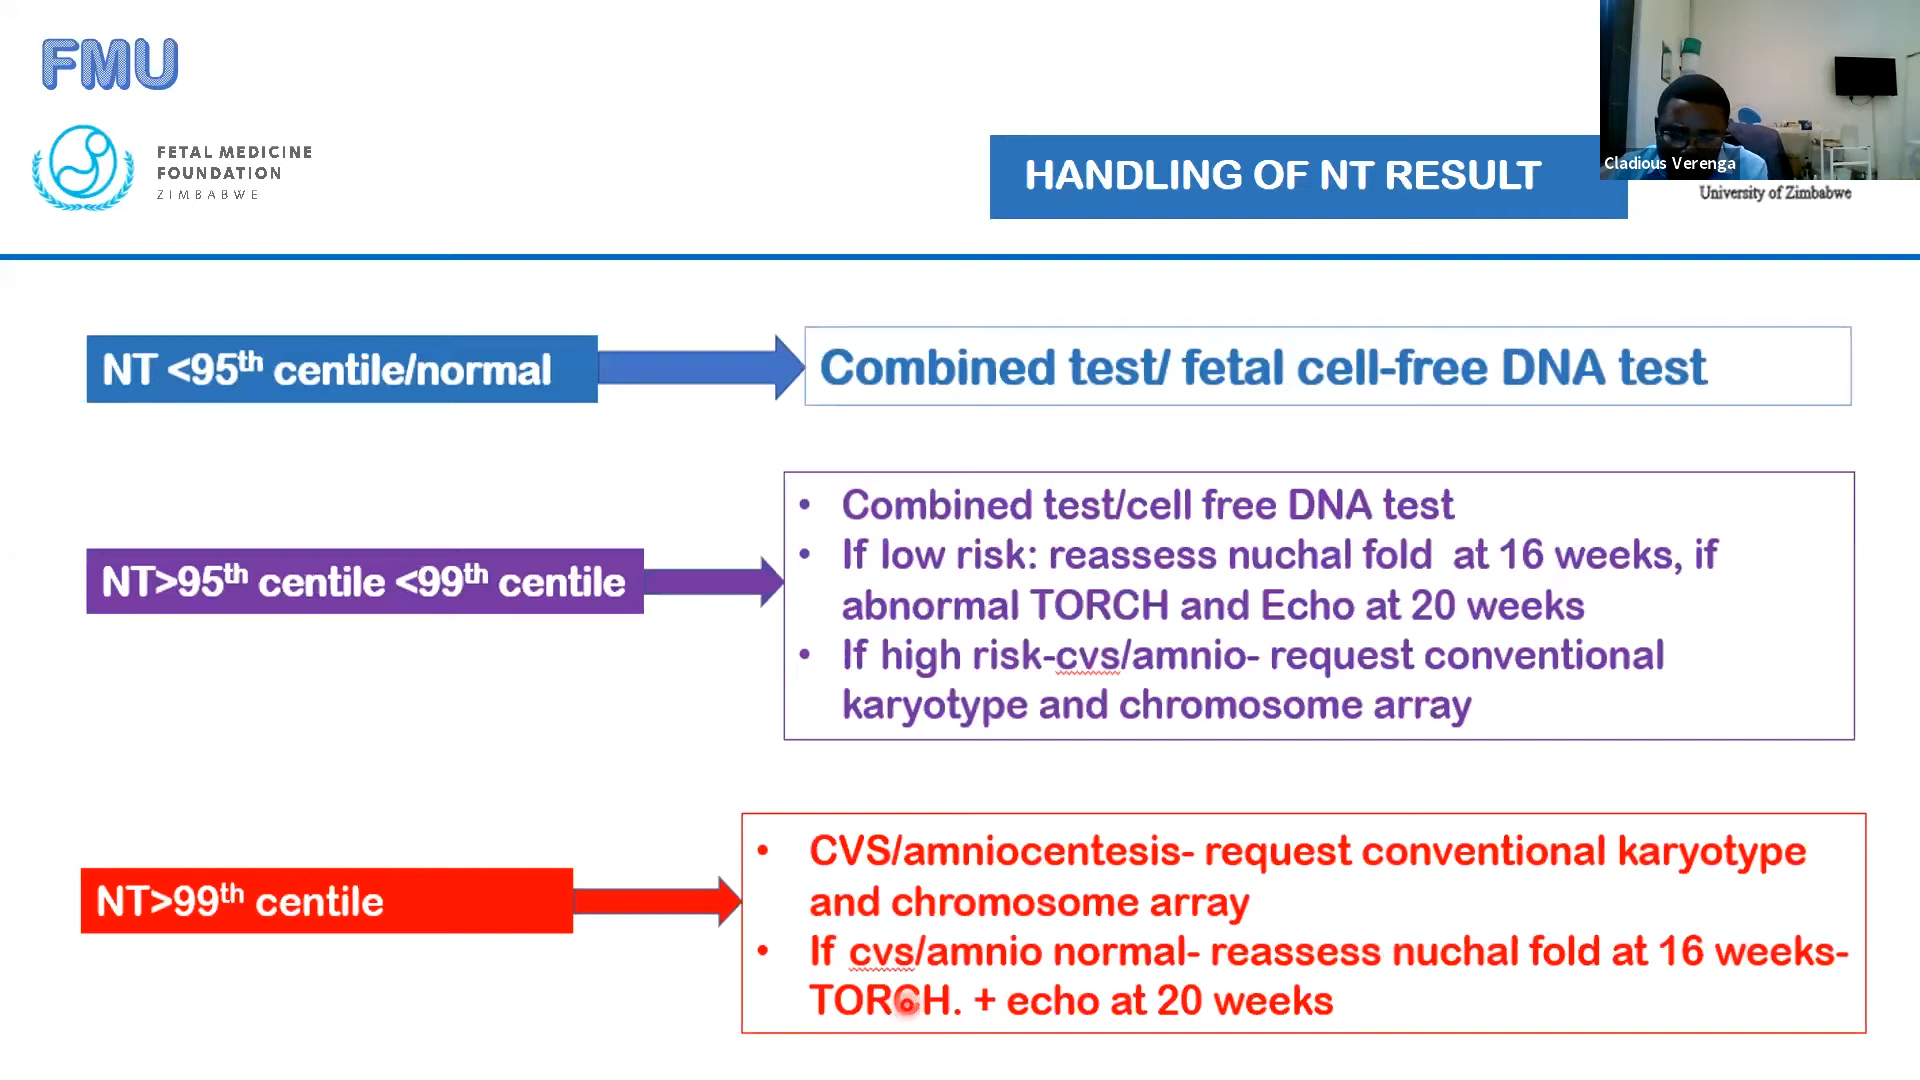 FMU
FETAL MEDICINE
FOUNDATION
ZIMBABWE
HANDLING OF NT RESULT
Cladious Verenga
University of Zimbabwe
NT <95th centile/normal
Combined test/ fetal cell-free DNA test
NT>95th centile <99th centile
• Combined test/cell free DNA test
• If low risk: reassess nuchal fold at 16 weeks, if
abnormal TORCH and Echo at 20 weeks
• If high risk-cvs/amnio- request conventional
karyotype and chromosome array
NT>99th centile
• CVS/amniocentesis- request conventional karyotype
and chromosome array
• If cvs/amnio normal- reassess nuchal fold at 16 weeks-
TORCH. + echo at 20 weeks